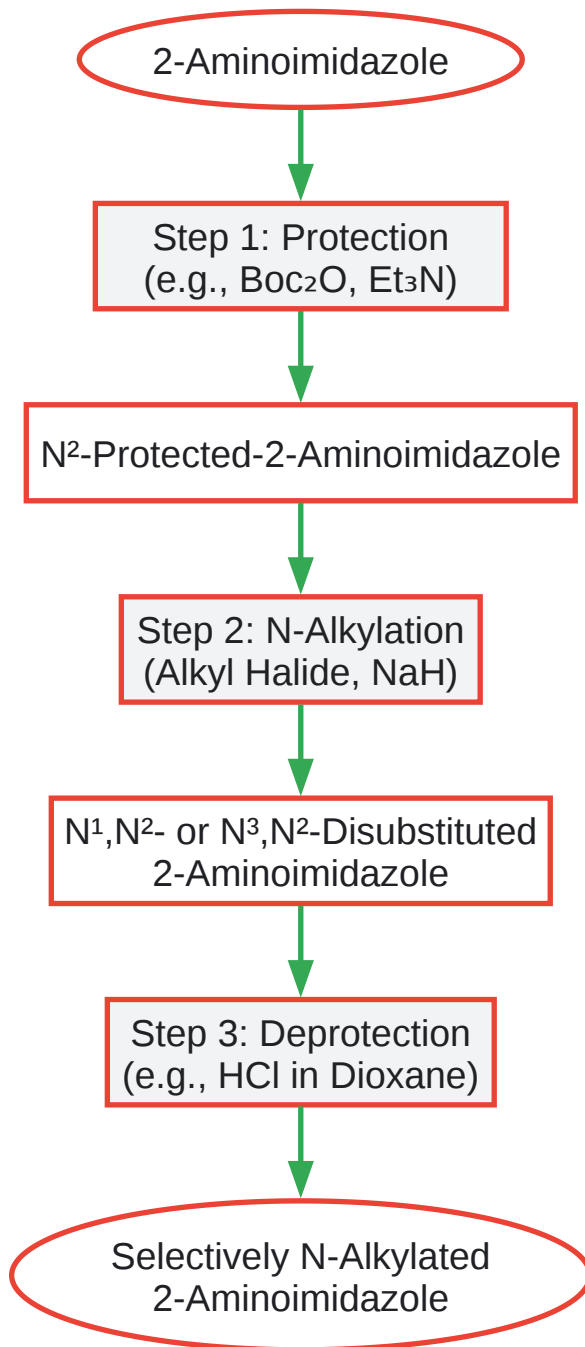 2-Aminoimidazole
Step 1: Protection
(e.g., Boc₂O, Et₃N)
N²-Protected-2-Aminoimidazole
Step 2: N-Alkylation
(Alkyl Halide, NaH)
N¹,N²- or N³,N²-Disubstituted
2-Aminoimidazole
Step 3: Deprotection
(e.g., HCl in Dioxane)
Selectively N-Alkylated
2-Aminoimidazole